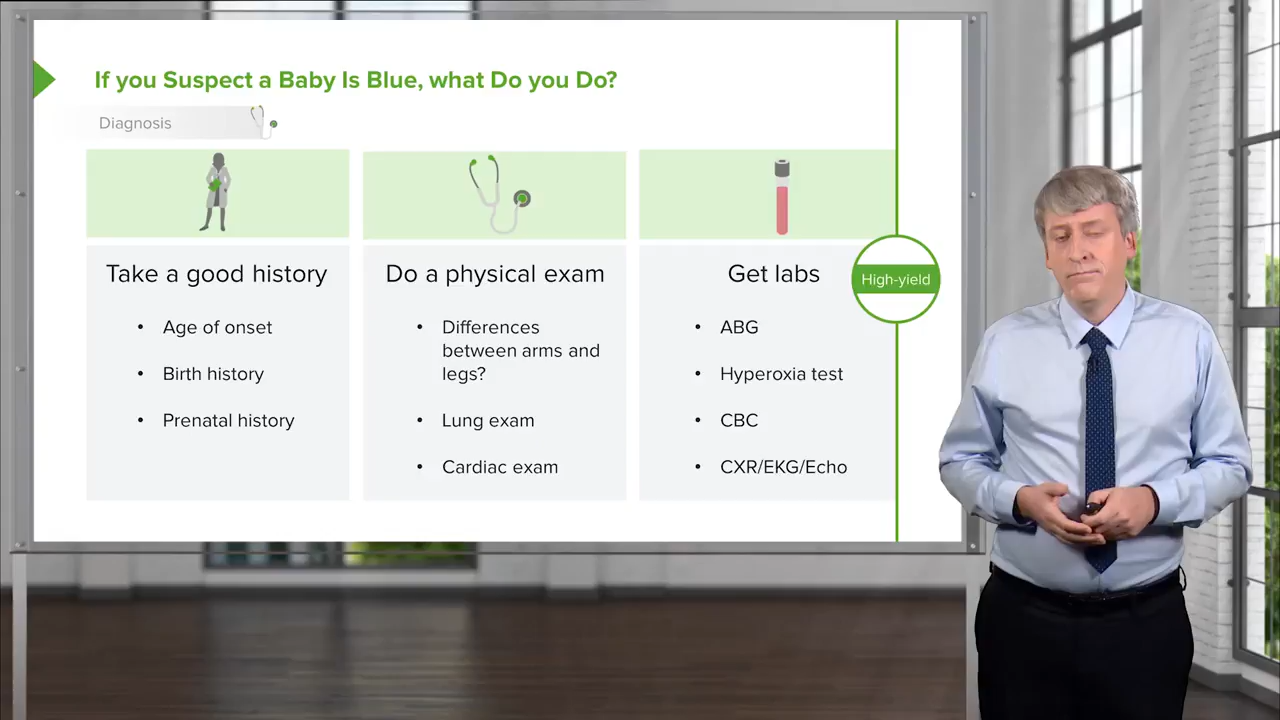 If you Suspect a Baby Is Blue, what Do you Do?
Diagnosis
Take a good history
• Age of onset
• Birth history
• Prenatal history
Do a physical exam
• Differences
between arms and
legs?
• Lung exam
• Cardiac exam
Get labs
• ABG
• Hyperoxia test
• CBC
• CXR/EKG/Echo
High-yield